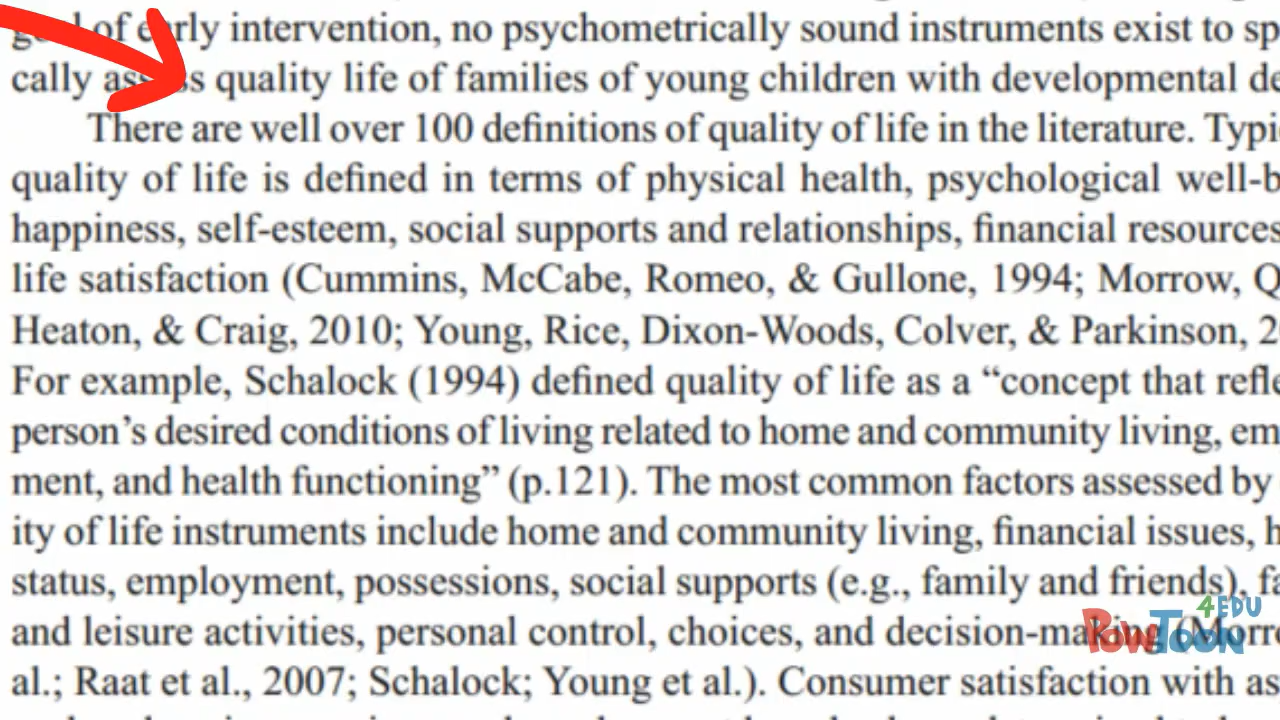 of early intervention, no psychometrically sound instruments exist to sp
cally assess quality life of families of young children with developmental de
There are well over 100 definitions of quality of life in the literature. Typi
quality of life is defined in terms of physical health, psychological well-b
happiness, self-esteem, social supports and relationships, financial resources
life satisfaction (Cummins, McCabe, Romeo, & Gullone, 1994; Morrow, Q
Heaton, & Craig, 2010; Young, Rice, Dixon-Woods, Colver, & Parkinson, 2
For example, Schalock (1994) defined quality of life as a “concept that refle
person’s desired conditions of living related to home and community living, em
ment, and health functioning” (p.121). The most common factors assessed by
ity of life instruments include home and community living, financial issues, h
status, employment, possessions, social supports (e.g., family and friends), fa
and leisure activities, personal control, choices, and decision-making (Morr
al.; Raat et al., 2007; Schalock; Young et al.). Consumer satisfaction with as
POWTOON 4EDU